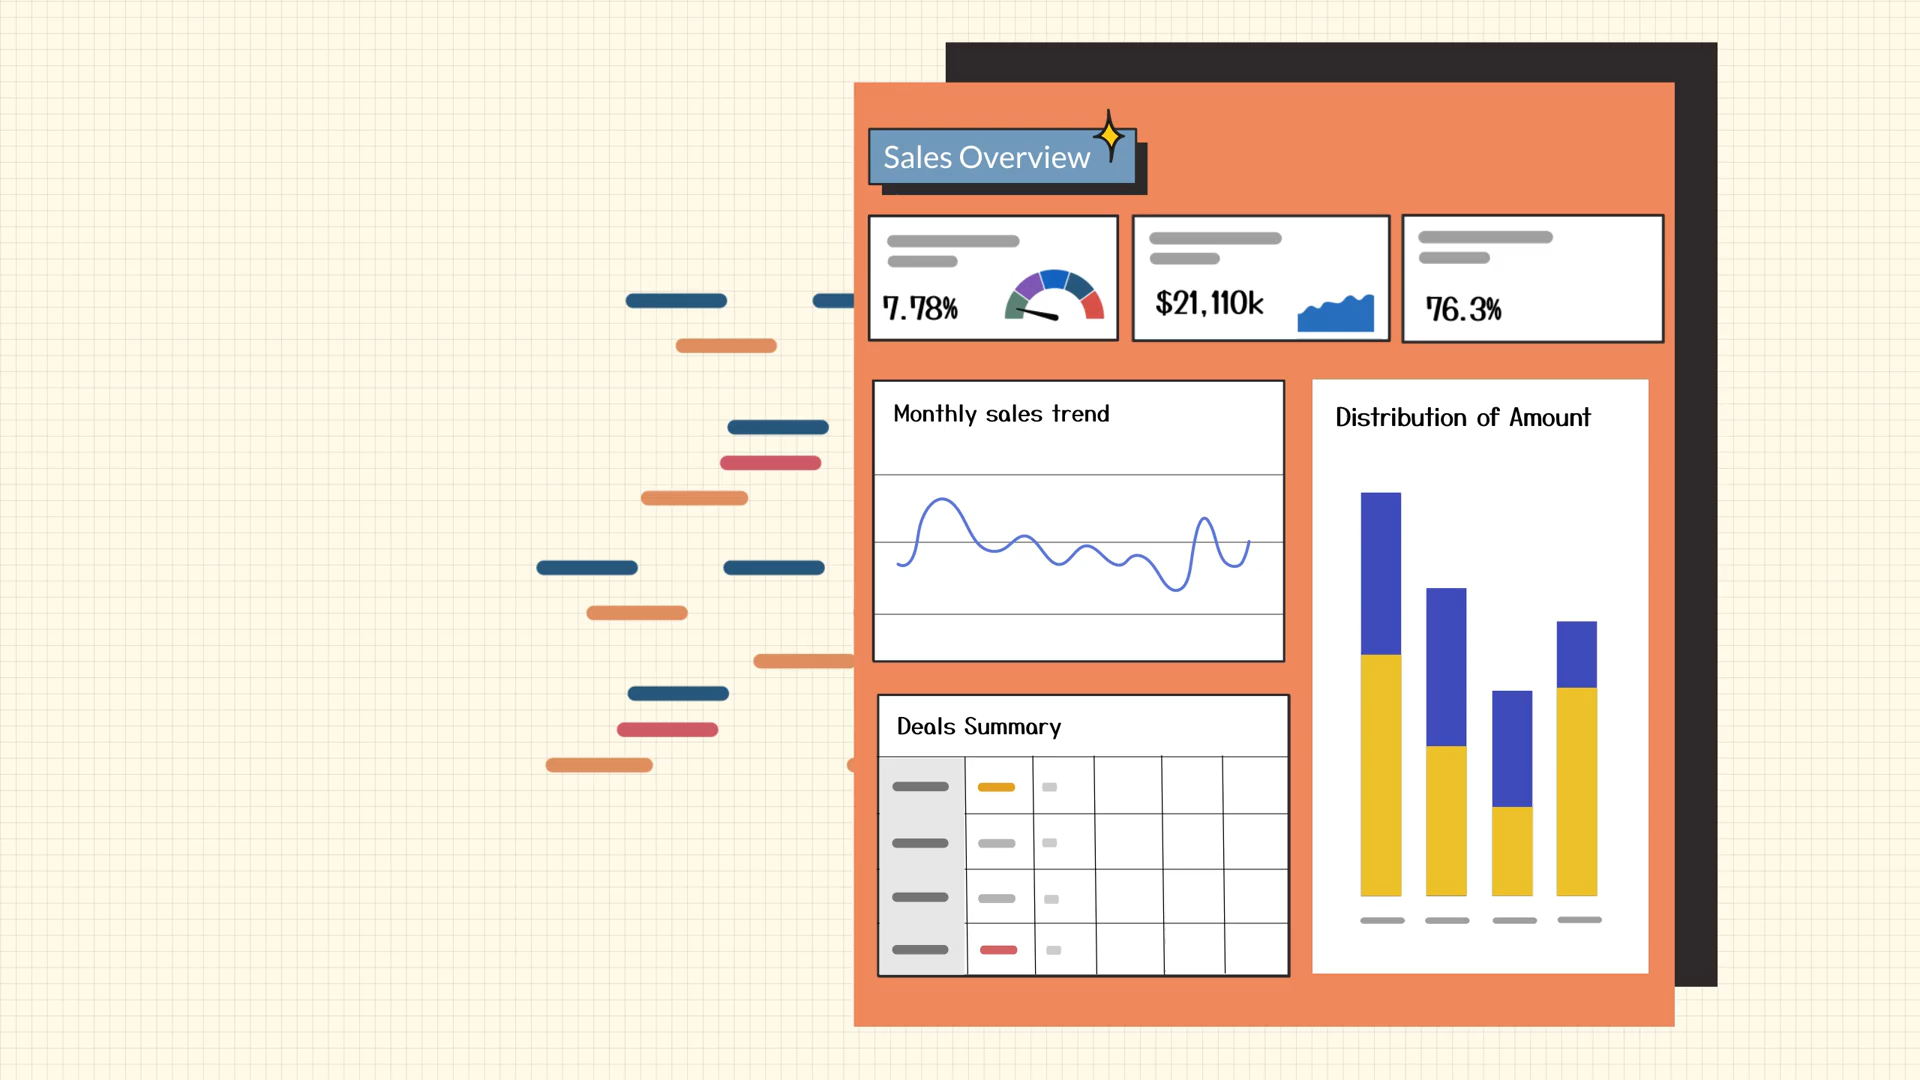 Sales Overview
7.78%
$21,110k
76.3%
Monthly sales trend
Distribution of Amount
Deals Summary